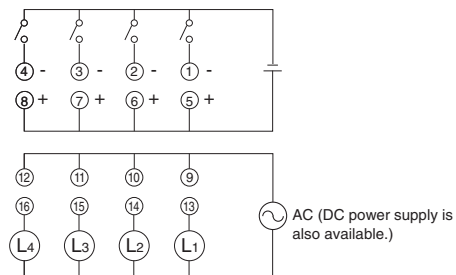 4 - 3 - 2 - 1 -
8 + 7 + 6 + 5 +
12 11 10 9
16 15 14 13
AC (DC power supply is
also available.)
L4 L3 L2 L1